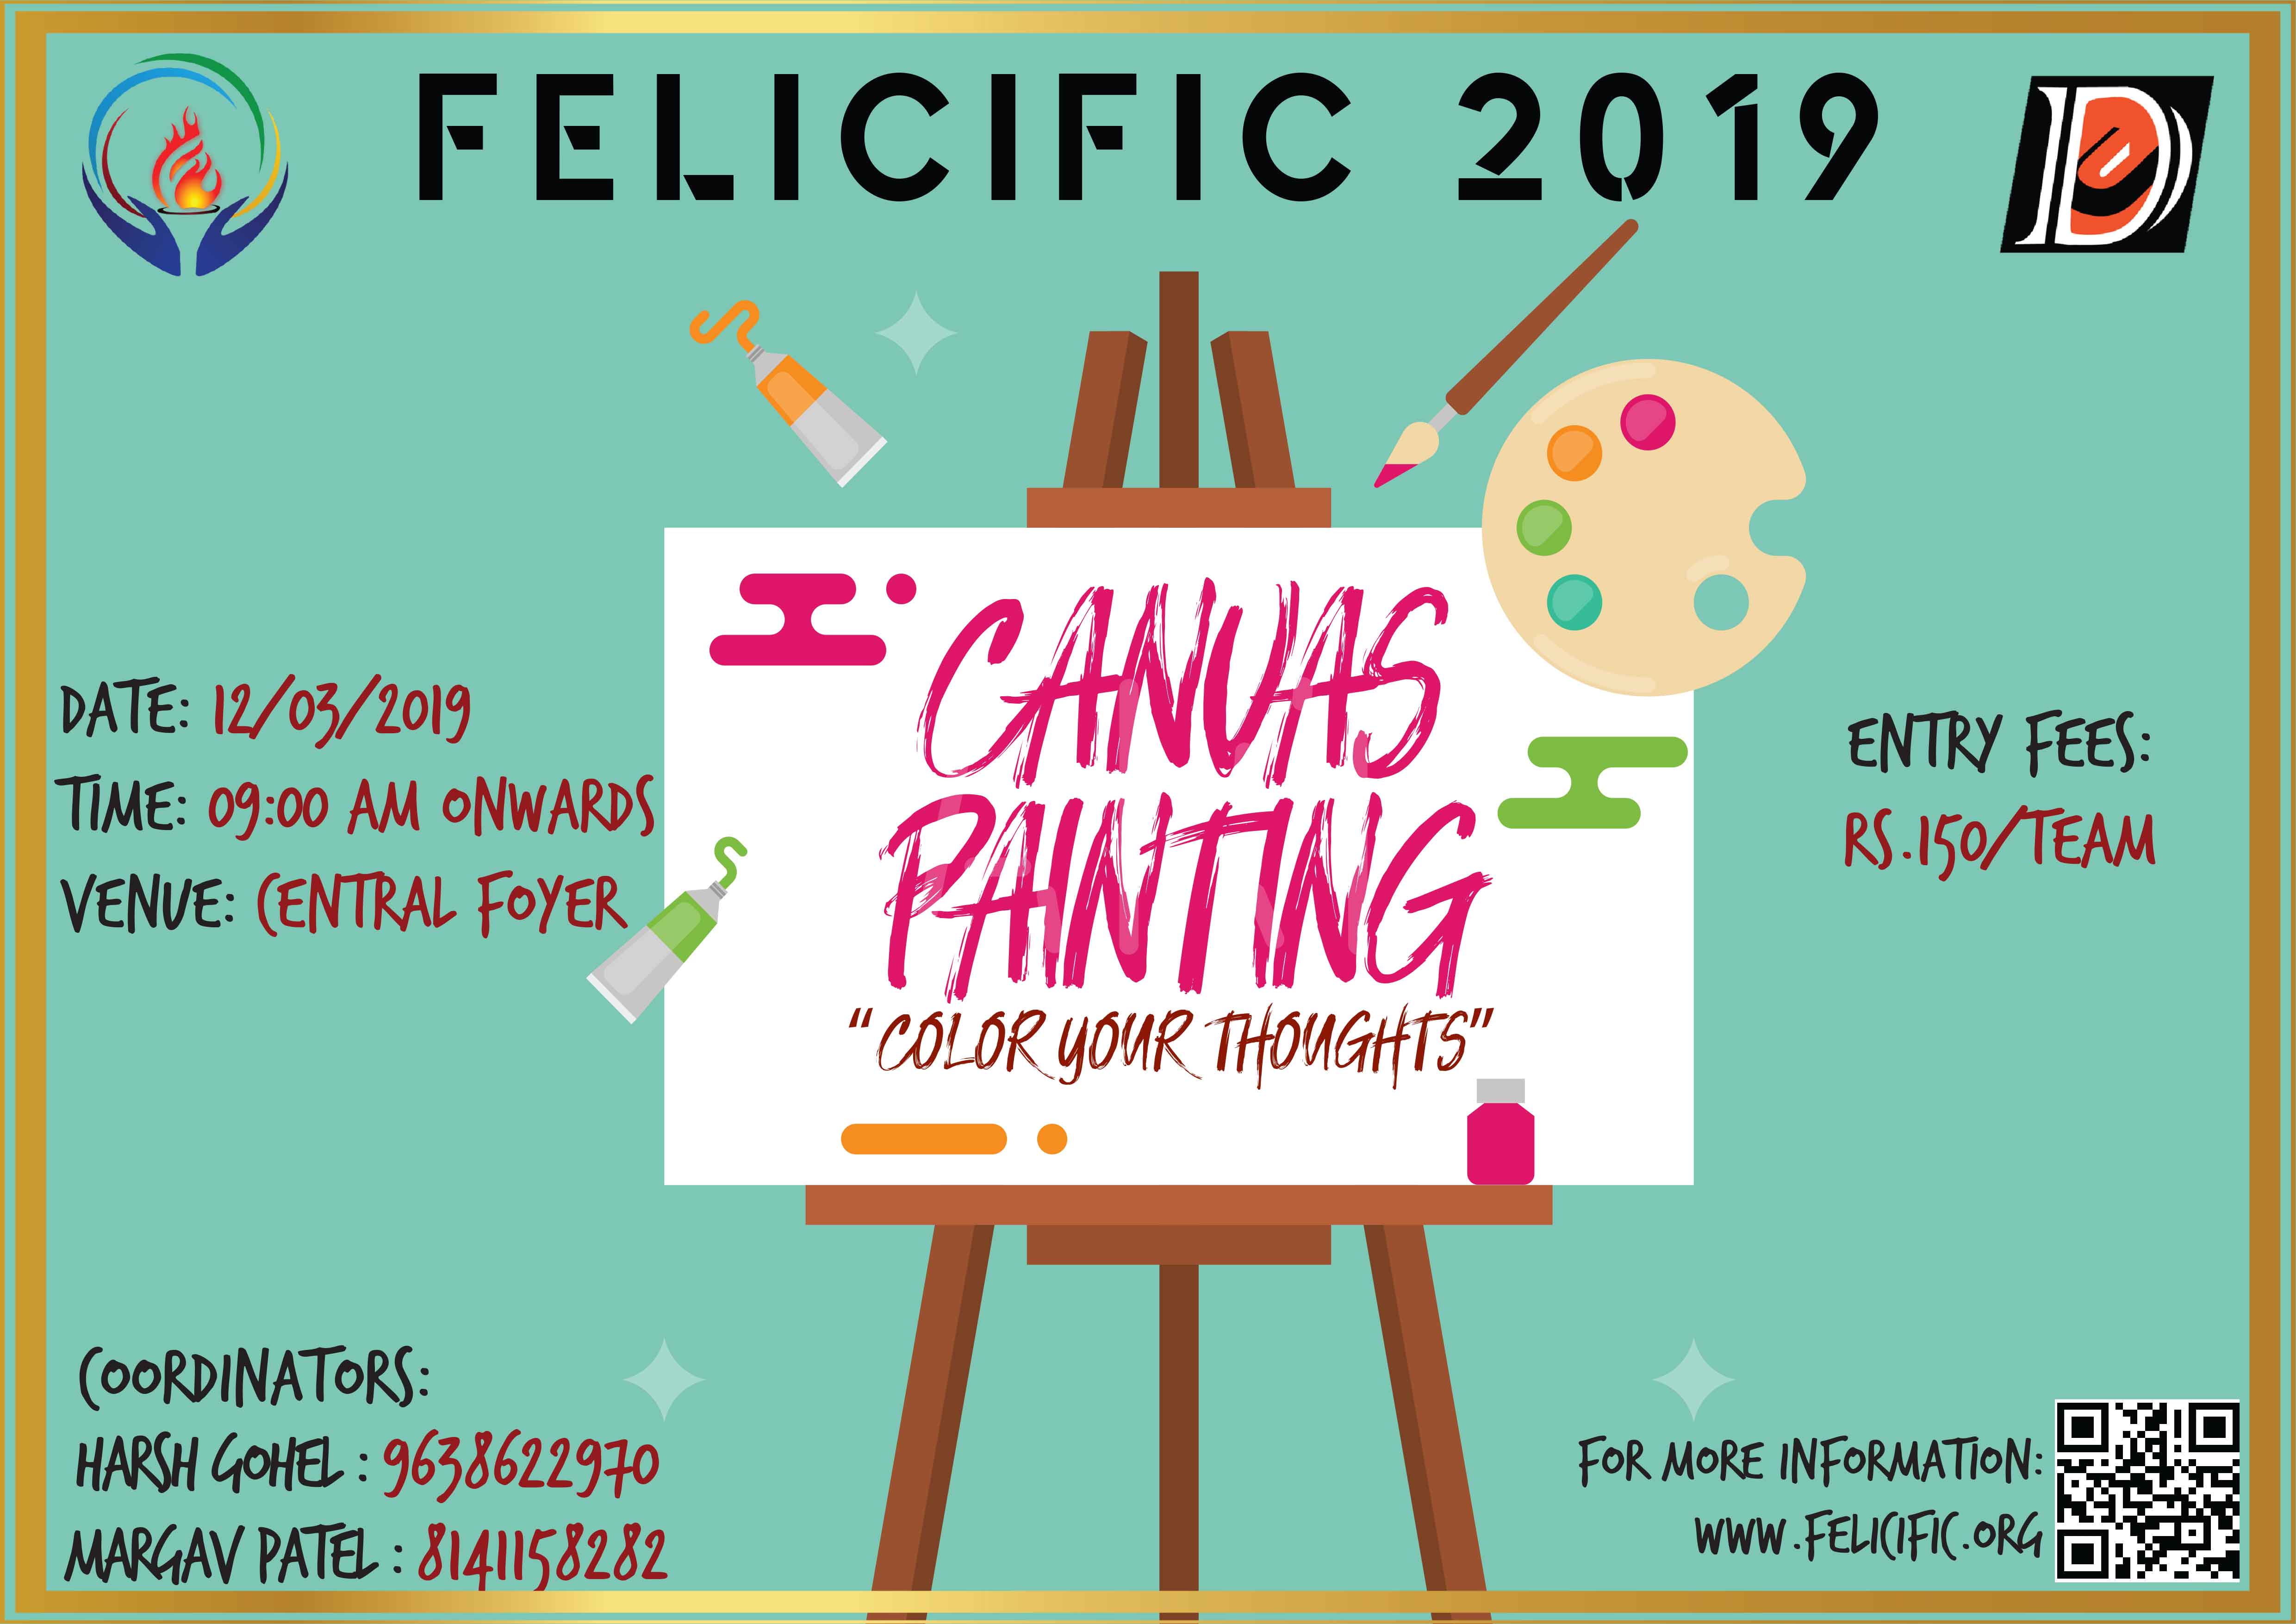 FELICIFIC 2019
CANVAS
PAINTING
"COLOR YOUR THOUGHTS"
DATE: 12/03/2019
TIME: 09:00 AM ONWARDS
VENUE: CENTRAL FOYER
ENTRY FEES:
RS.150/TEAM
COORDINATORS:
HARSH GOHEL : 9638622970
MARGAV PATEL : 8141158282
FOR MORE INFORMATION:
WWW.FELICIFIC.ORG